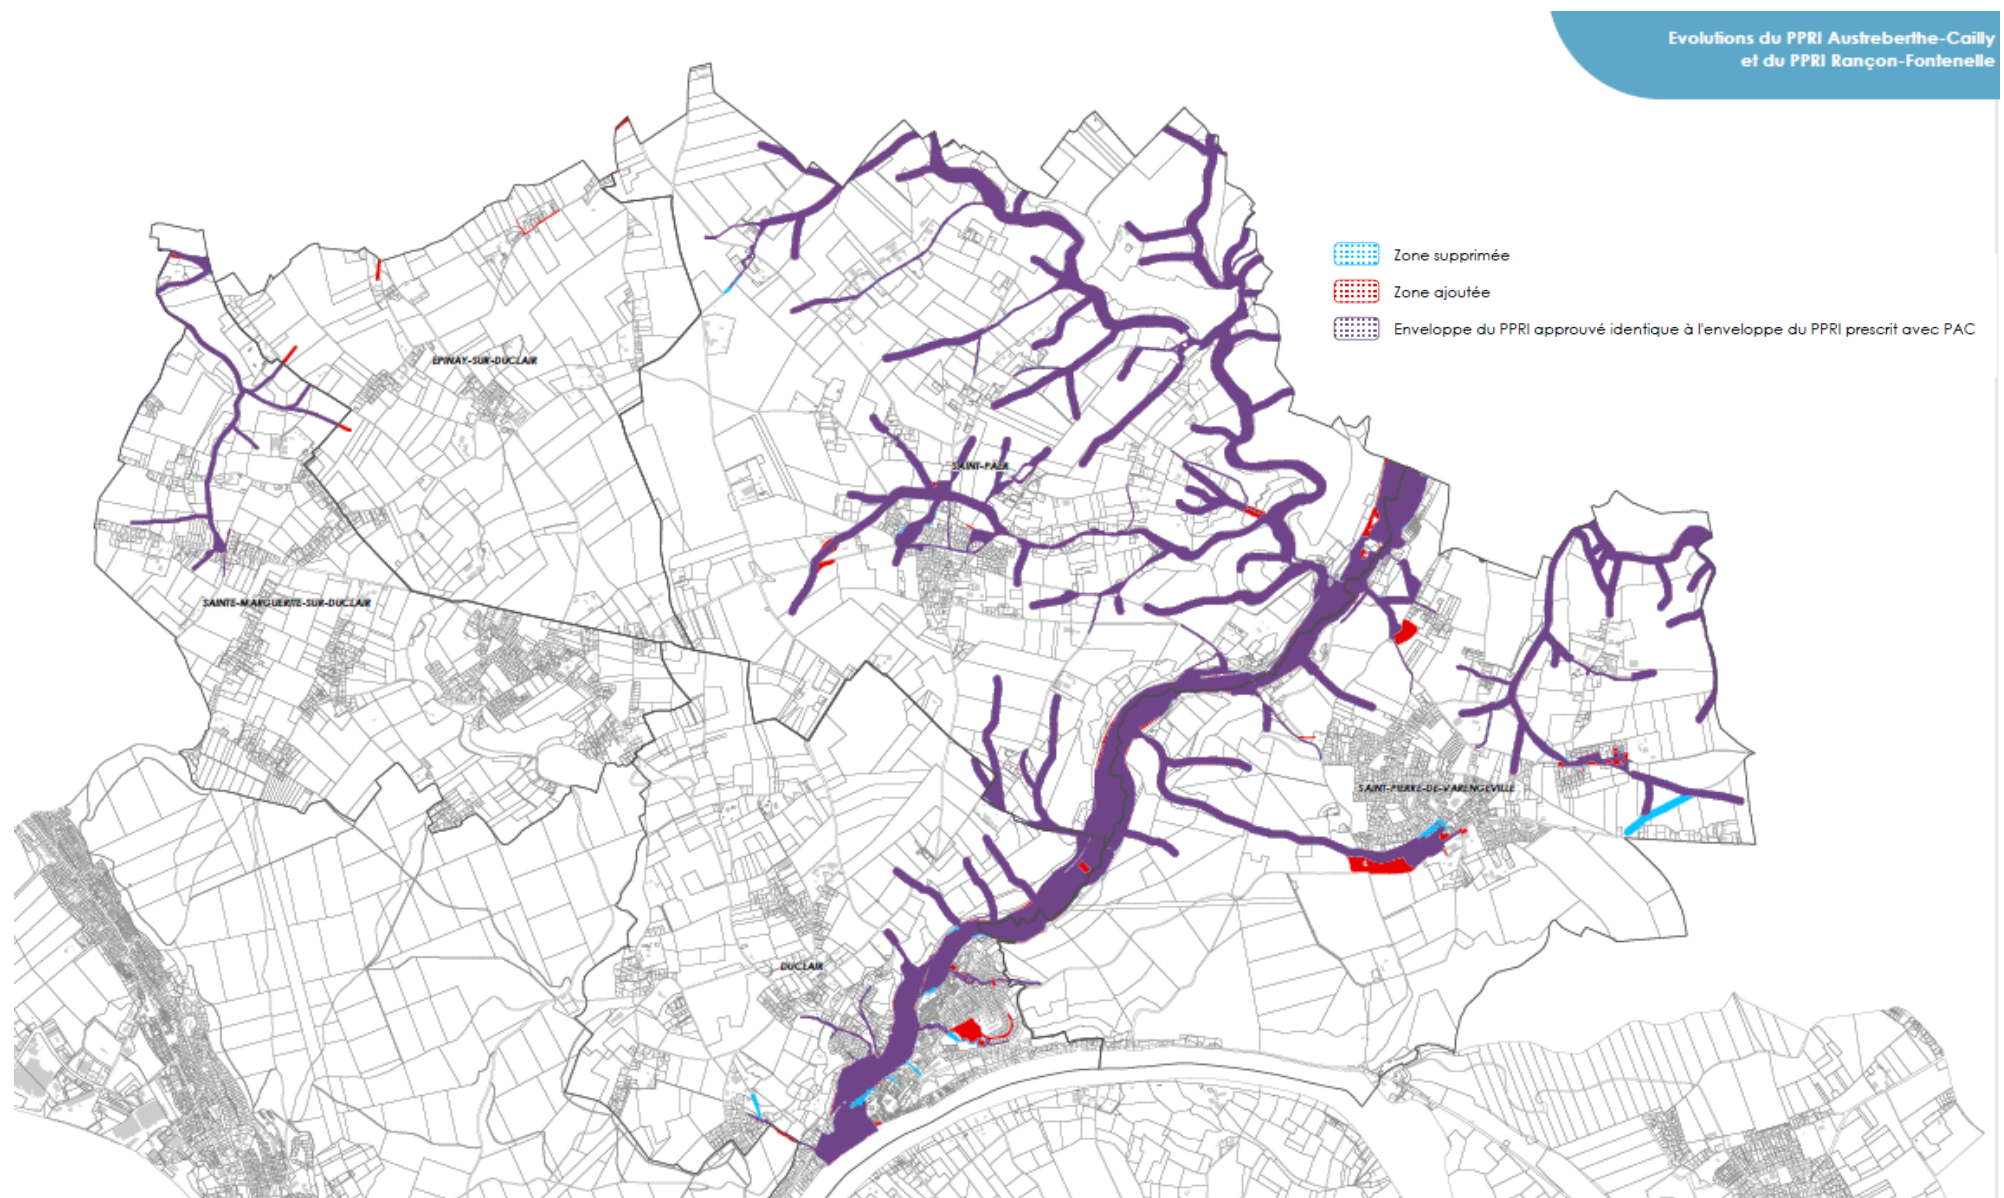 Evolutions du PPRI Austreberthe-Cailly
et du PPRI Rançon-Fontenelle
Zone supprimée
Zone ajoutée
Enveloppe du PPRI approuvé identique à l'enveloppe du PPRI prescrit avec PAC
EPINAY-SUR-DUCLAIR
SAINT-PAER
SAINTE-MARGUERITE-SUR-DUCLAIR
SAINT-PIERRE-DE-VARENGEVILLE
DUCLAIR